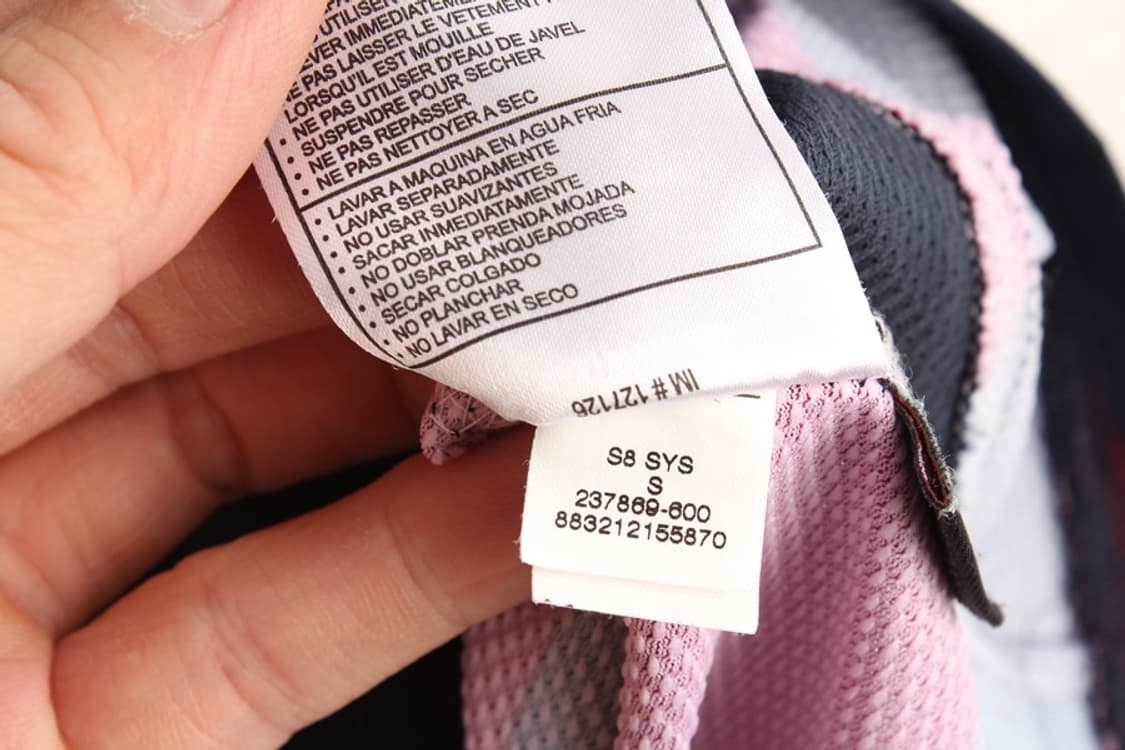 UTILISER
VER IMMEDIATEME
NE PAS LAISSER LE VETEMENT
LORSQU'IL EST MOUILLE
• NE PAS UTILISER D'EAU DE JAVEL
• SUSPENDRE POUR SECHER
• NE PAS REPASSER
• NE PAS NETTOYER A SEC
• LAVAR A MAQUINA EN AGUA FRIA
• LAVAR SEPARADAMENTE
• NO USAR SUAVIZANTES
• SACAR INMEDIATAMENTE
• NO DOBLAR PRENDA MOJADA
• NO USAR BLANQUEADORES
• SECAR COLGADO
• NO PLANCHAR
• NO LAVAR EN SECO
IM # 127126
S8 SYS
S
237869-600
883212155870